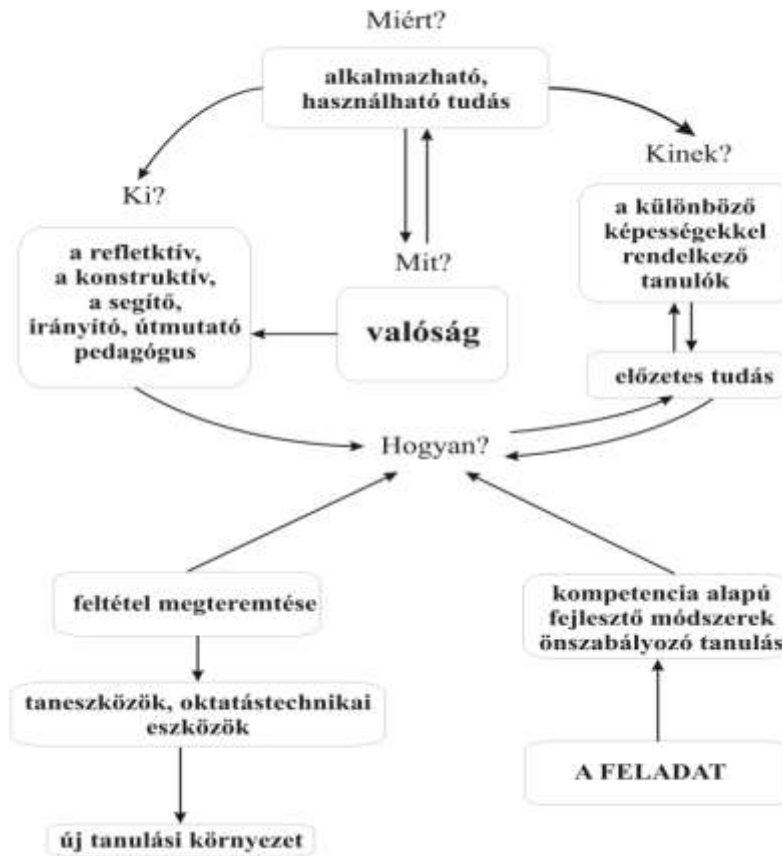 Miért?
alkalmazható,
használható tudás
Kinek?
Ki?
a különböző
képességekkel
rendelkező
tanulók
a refletktív,
a konstruktív,
a segítő,
irányító, útmutató
pedagógus
Mit?
valóság
előzetes tudás
Hogyan?
feltétel megteremtése
kompetencia alapú
fejlesztő módszerek
önszabályozó tanulás
taneszközök, oktatástechnikai
eszközök
A FELADAT
új tanulási környezet